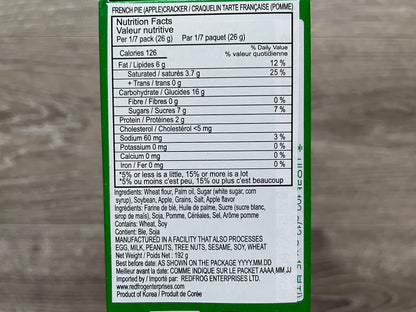 FRENCH PIE (APPLE)CRACKER / CRAQUELIN TARTE FRANÇAISE (POMME)
Nutrition Facts
Valeur nutritive
Per 1/7 pack (26 g) Par 1/7 paquet (26 g)
Calories 126 % Daily Value
% valeur quotidienne
Fat / Lipides 6 g 12 %
Saturated / saturés 3.7 g 25 %
+ Trans / trans 0 g
Carbohydrate / Glucides 16 g
Fibre / Fibres 0 g 0 %
Sugars / Sucres 7 g 7 %
Protein / Protéines 2 g
Cholesterol / Cholestérol <5 mg
Sodium 60 mg 3 %
Potassium 0 mg 0 %
Calcium 0 mg 0 %
Iron / Fer 0 mg 0 %
*5% or less is a little, 15% or more is a lot
*5% ou moins c'est peu, 15% ou plus c'est beaucoup
Ingredients: Wheat flour, Palm oil, Sugar (white sugar, corn
syrup), Soybean, Apple, Grains, Salt, Apple flavor
Ingrédients: Farine de blé, Huile de palme, Sucre (sucre blanc,
sirop de maïs), Soja, Pomme, Céréales, Sel, Arôme pomme
Contains: Wheat, Soy
Contient: Ble, Soja
MANUFACTURED IN A FACILITY THAT ALSO PROCESSES
EGG, MILK, PEANUTS, TREE NUTS, SESAME, SOY, WHEAT
Net Weight / Poids net : 192 g
Best before date: AS SHOWN ON THE PACKAGE YYYY,MM,DD
Meilleur avant la date: COMME INDIQUE SUR LE PACKET AAAA,MM,JJ
IMPORTED BY / IMPORTÉ PAR: REDFROG ENTERPRISES LTD.
www.redfrogenterprises.com
Product of Korea / Produit de Corée